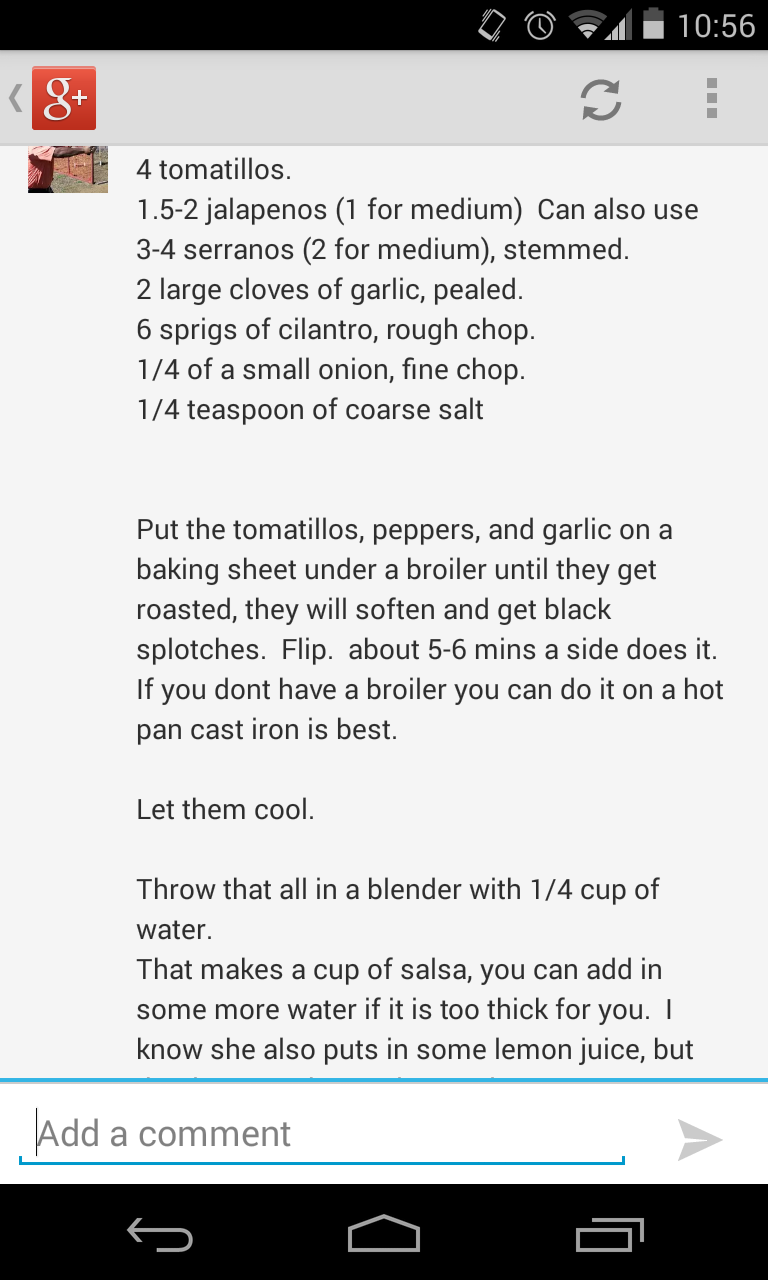 10:56
g+
4 tomatillos.
1.5-2 jalapenos (1 for medium)  Can also use
3-4 serranos (2 for medium), stemmed.
2 large cloves of garlic, pealed.
6 sprigs of cilantro, rough chop.
1/4 of a small onion, fine chop.
1/4 teaspoon of coarse salt
Put the tomatillos, peppers, and garlic on a
baking sheet under a broiler until they get
roasted, they will soften and get black
splotches.  Flip.  about 5-6 mins a side does it.
If you dont have a broiler you can do it on a hot
pan cast iron is best.
Let them cool.
Throw that all in a blender with 1/4 cup of
water.
That makes a cup of salsa, you can add in
some more water if it is too thick for you.  I
know she also puts in some lemon juice, but
Add a comment